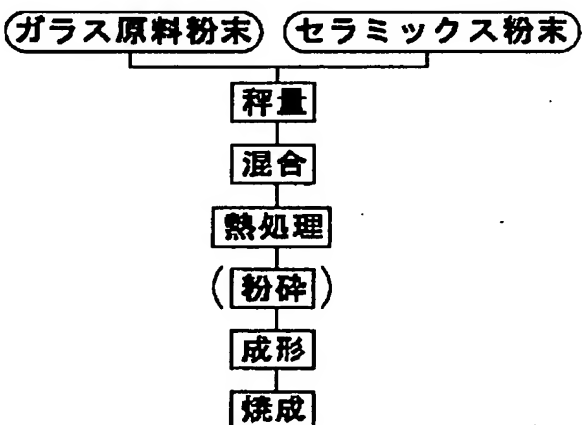 ガラス原料粉末 セラミックス粉末
秤量
混合
熱処理
(粉砕)
成形
焼成